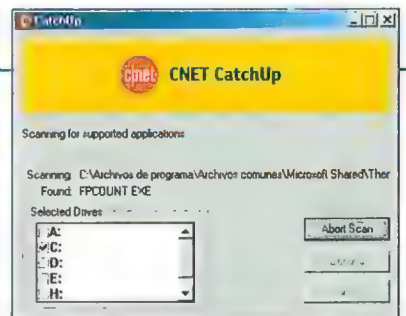 CatchUp
cnet CNET CatchUp
Scanning for supported applications
Scanning: C:\Archivos de programa\Archivos comunes\Microsoft Shared\Ther
Found: FPCOUNT EXE
Selected Drives
A:
C:
D:
E:
H:
Abort Scan